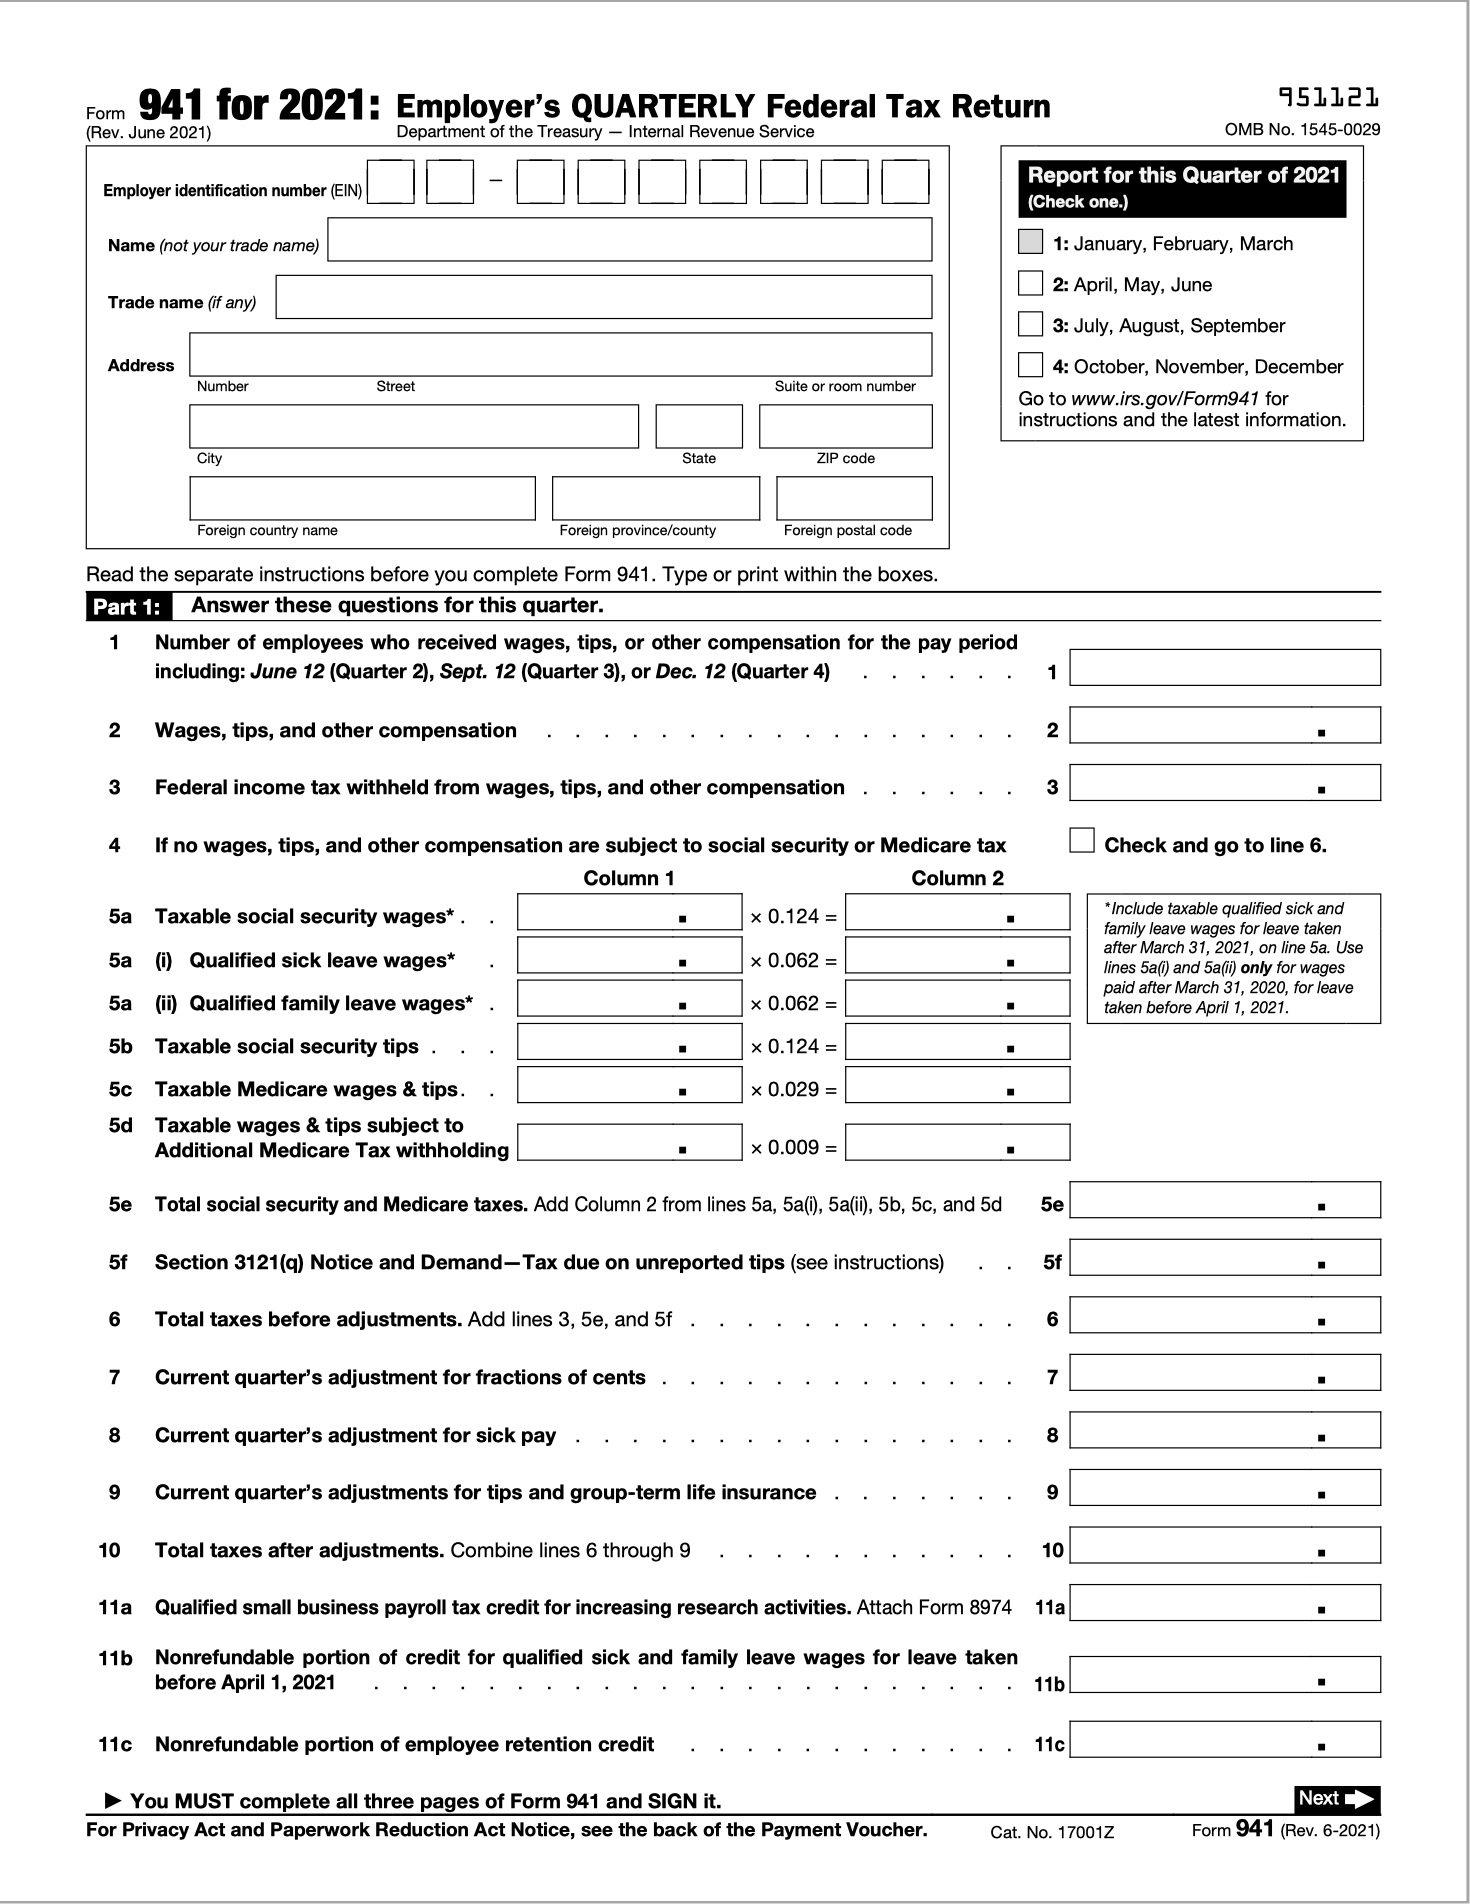 Form 941 for 2021: Employer's QUARTERLY Federal Tax Return
951121
(Rev. June 2021)
Department of the Treasury — Internal Revenue Service
OMB No. 1545-0029
Employer identification number (EIN)
–
Name (not your trade name)
Trade name (if any)
Address
Number Street Suite or room number
City State ZIP code
Foreign country name Foreign province/county Foreign postal code
Report for this Quarter of 2021
(Check one.)
1: January, February, March
2: April, May, June
3: July, August, September
4: October, November, December
Go to www.irs.gov/Form941 for
instructions and the latest information.
Read the separate instructions before you complete Form 941. Type or print within the boxes.
Part 1: Answer these questions for this quarter.
1 Number of employees who received wages, tips, or other compensation for the pay period
including: June 12 (Quarter 2), Sept. 12 (Quarter 3), or Dec. 12 (Quarter 4) . . . . . . 1
2 Wages, tips, and other compensation . . . . . . . . . . . . . . . . . 2 .
3 Federal income tax withheld from wages, tips, and other compensation . . . . . . 3 .
4 If no wages, tips, and other compensation are subject to social security or Medicare tax Check and go to line 6.
Column 1 Column 2
5a Taxable social security wages* . . . × 0.124 = .
5a (i) Qualified sick leave wages* . . × 0.062 = .
5a (ii) Qualified family leave wages* . . × 0.062 = .
5b Taxable social security tips . . . . × 0.124 = .
5c Taxable Medicare wages & tips . . . × 0.029 = .
5d Taxable wages & tips subject to
Additional Medicare Tax withholding . × 0.009 = .
*Include taxable qualified sick and
family leave wages for leave taken
after March 31, 2021, on line 5a. Use
lines 5a(i) and 5a(ii) only for wages
paid after March 31, 2020, for leave
taken before April 1, 2021.
5e Total social security and Medicare taxes. Add Column 2 from lines 5a, 5a(i), 5a(ii), 5b, 5c, and 5d 5e .
5f Section 3121(q) Notice and Demand—Tax due on unreported tips (see instructions) . . 5f .
6 Total taxes before adjustments. Add lines 3, 5e, and 5f . . . . . . . . . . . . 6 .
7 Current quarter's adjustment for fractions of cents . . . . . . . . . . . . . 7 .
8 Current quarter's adjustment for sick pay . . . . . . . . . . . . . . . . 8 .
9 Current quarter's adjustments for tips and group-term life insurance . . . . . . . 9 .
10 Total taxes after adjustments. Combine lines 6 through 9 . . . . . . . . . . . 10 .
11a Qualified small business payroll tax credit for increasing research activities. Attach Form 8974 11a .
11b Nonrefundable portion of credit for qualified sick and family leave wages for leave taken
before April 1, 2021 . . . . . . . . . . . . . . . . . . . . . . . 11b .
11c Nonrefundable portion of employee retention credit . . . . . . . . . . . . 11c .
▶ You MUST complete all three pages of Form 941 and SIGN it.
Next
For Privacy Act and Paperwork Reduction Act Notice, see the back of the Payment Voucher. Cat. No. 17001Z Form 941 (Rev. 6-2021)